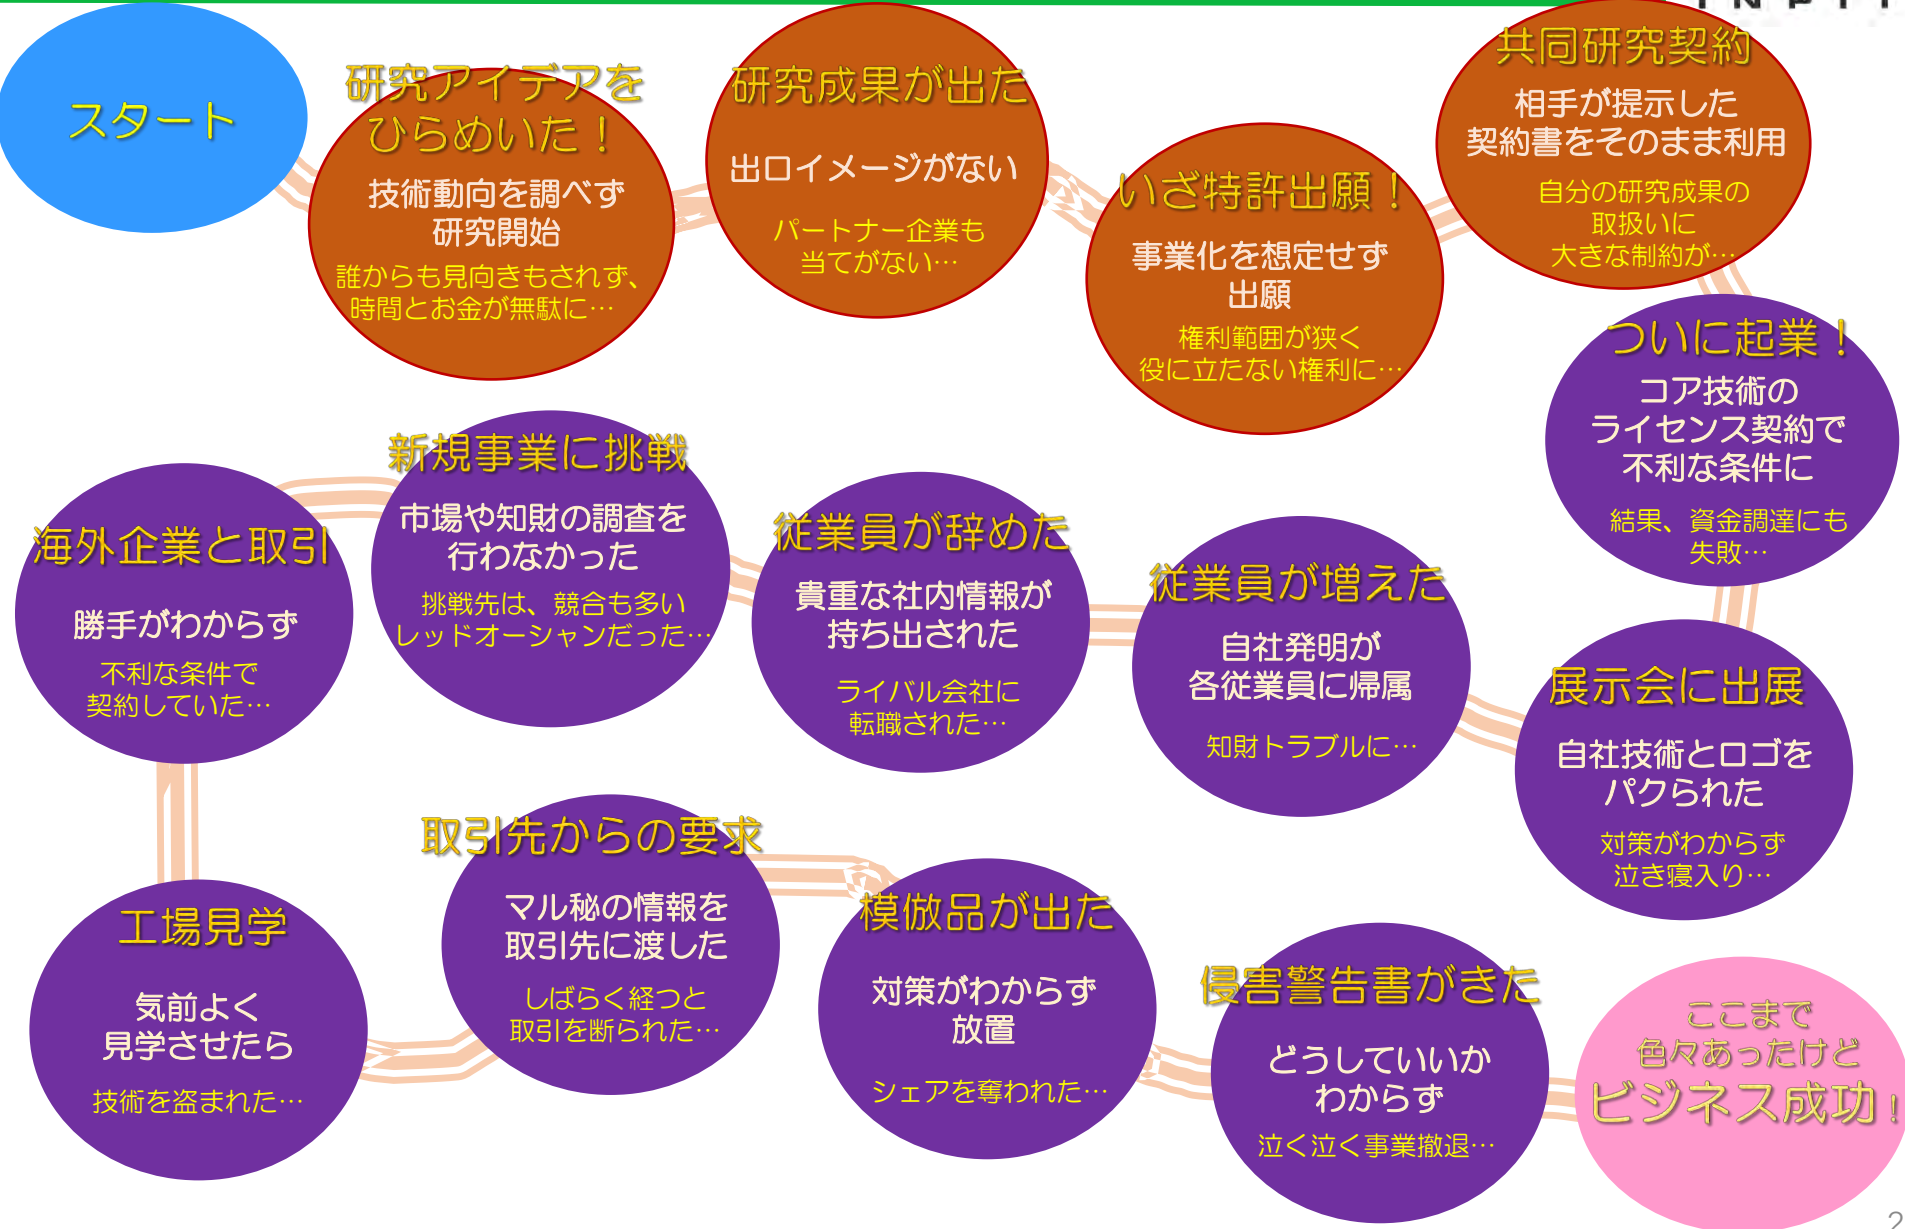 INPIT
スタート
研究アイデアを
ひらめいた！
技術動向を調べず
研究開始
誰からも見向きもされず、
時間とお金が無駄に…
研究成果が出た
出口イメージがない
パートナー企業も
当てがない…
いざ特許出願！
事業化を想定せず
出願
権利範囲が狭く
役に立たない権利に…
共同研究契約
相手が提示した
契約書をそのまま利用
自分の研究成果の
取扱いに
大きな制約が…
ついに起業！
コア技術の
ライセンス契約で
不利な条件に
結果、資金調達にも
失敗…
展示会に出展
自社技術とロゴを
パクられた
対策がわからず
泣き寝入り…
従業員が増えた
自社発明が
各従業員に帰属
知財トラブルに…
従業員が辞めた
貴重な社内情報が
持ち出された
ライバル会社に
転職された…
新規事業に挑戦
市場や知財の調査を
行わなかった
挑戦先は、競合も多い
レッドオーシャンだった…
海外企業と取引
勝手がわからず
不利な条件で
契約していた…
工場見学
気前よく
見学させたら
技術を盗まれた…
取引先からの要求
マル秘の情報を
取引先に渡した
しばらく経つと
取引を断られた…
模倣品が出た
対策がわからず
放置
シェアを奪われた…
侵害警告書がきた
どうしていいか
わからず
泣く泣く事業撤退…
ここまで
色々あったけど
ビジネス成功！
2